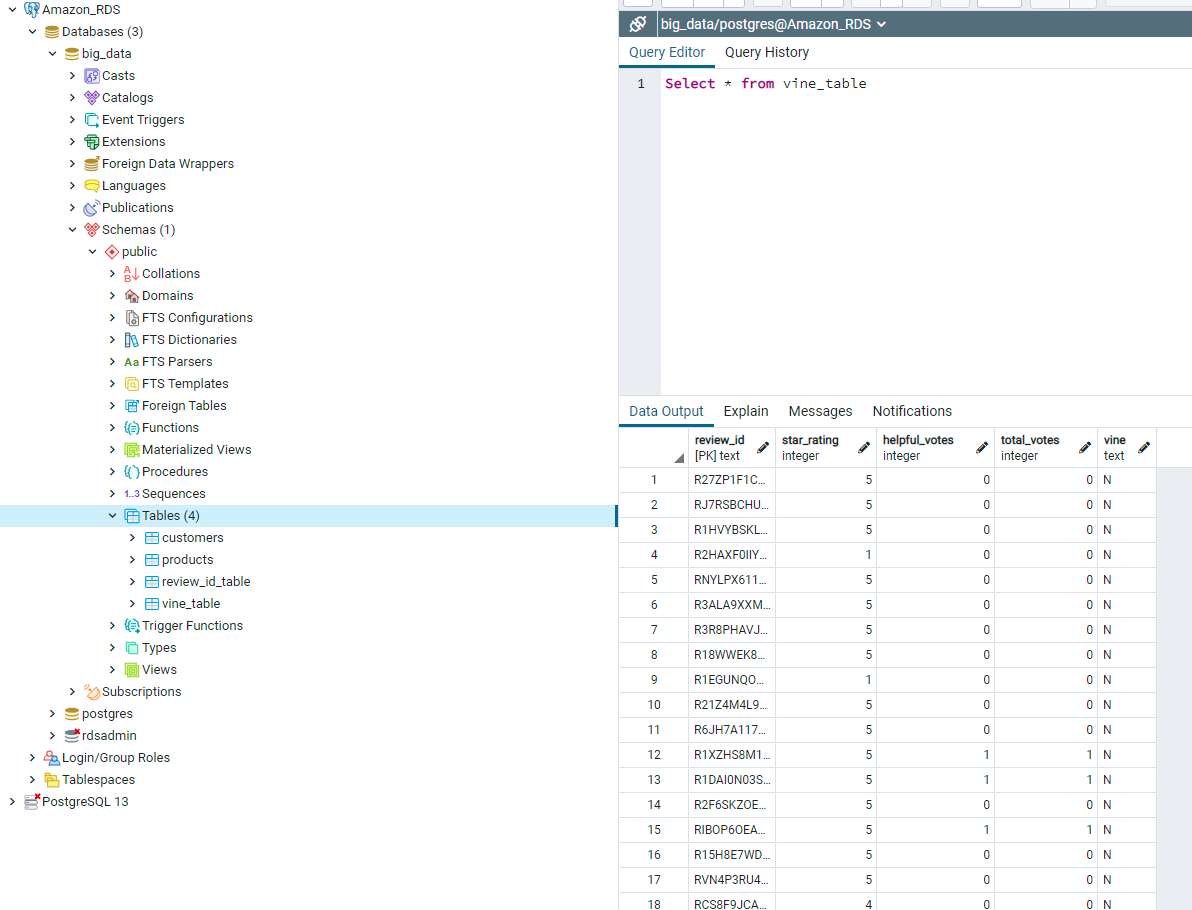 Amazon_RDS
Databases (3)
big_data
Casts
Catalogs
Event Triggers
Extensions
Foreign Data Wrappers
Languages
Publications
Schemas (1)
public
Collations
Domains
FTS Configurations
FTS Dictionaries
Aa FTS Parsers
FTS Templates
Foreign Tables
Functions
Materialized Views
Procedures
1..3 Sequences
Tables (4)
customers
products
review_id_table
vine_table
Trigger Functions
Types
Views
Subscriptions
postgres
rdsadmin
Login/Group Roles
Tablespaces
PostgreSQL 13
big_data/postgres@Amazon_RDS
Query Editor Query History
1 Select * from vine_table
Data Output Explain Messages Notifications
review_id star_rating helpful_votes total_votes vine
[PK] text integer integer integer text
1 R27ZP1F1C... 5 0 0 N
2 RJ7RSBCHU... 5 0 0 N
3 R1HVYBSKL... 5 0 0 N
4 R2HAXF0IIY... 1 0 0 N
5 RNYLPX611... 5 0 0 N
6 R3ALA9XXM... 5 0 0 N
7 R3R8PHAVJ... 5 0 0 N
8 R18WWEK8... 5 0 0 N
9 R1EGUNQO... 1 0 0 N
10 R21Z4M4L9... 5 0 0 N
11 R6JH7A117... 5 0 0 N
12 R1XZHS8M1... 5 1 1 N
13 R1DAI0N03S... 5 1 1 N
14 R2F6SKZOE... 5 0 0 N
15 RIBOP6OEA... 5 1 1 N
16 R15H8E7WD... 5 0 0 N
17 RVN4P3RU4... 5 0 0 N
18 RCS8F9JCA... 4 0 0 N